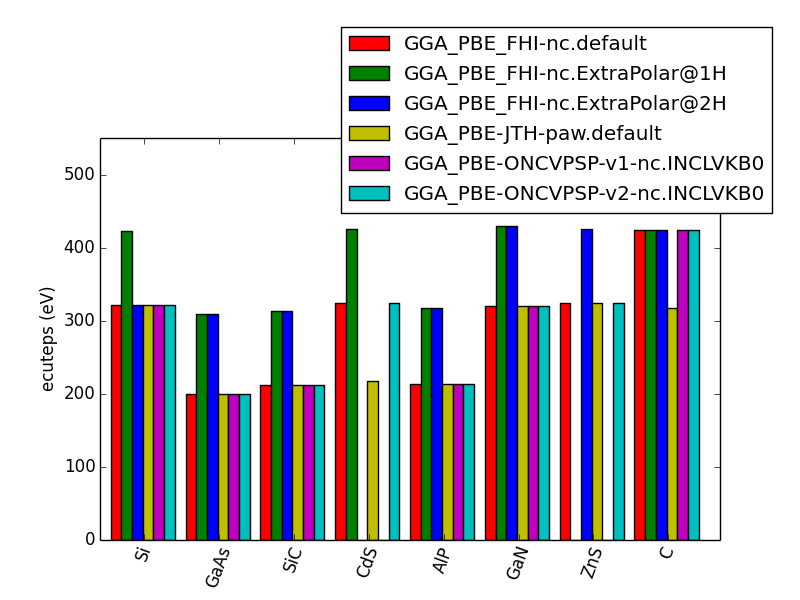 GGA_PBE_FHI-nc.default
GGA_PBE_FHI-nc.ExtraPolar@1H
GGA_PBE_FHI-nc.ExtraPolar@2H
GGA_PBE-JTH-paw.default
GGA_PBE-ONCVPSP-v1-nc.INCLVKB0
GGA_PBE-ONCVPSP-v2-nc.INCLVKB0
500
400
300
200
100
0
ecuteps (eV)
Si
GaAs
SiC
CdS
AlP
GaN
ZnS
C